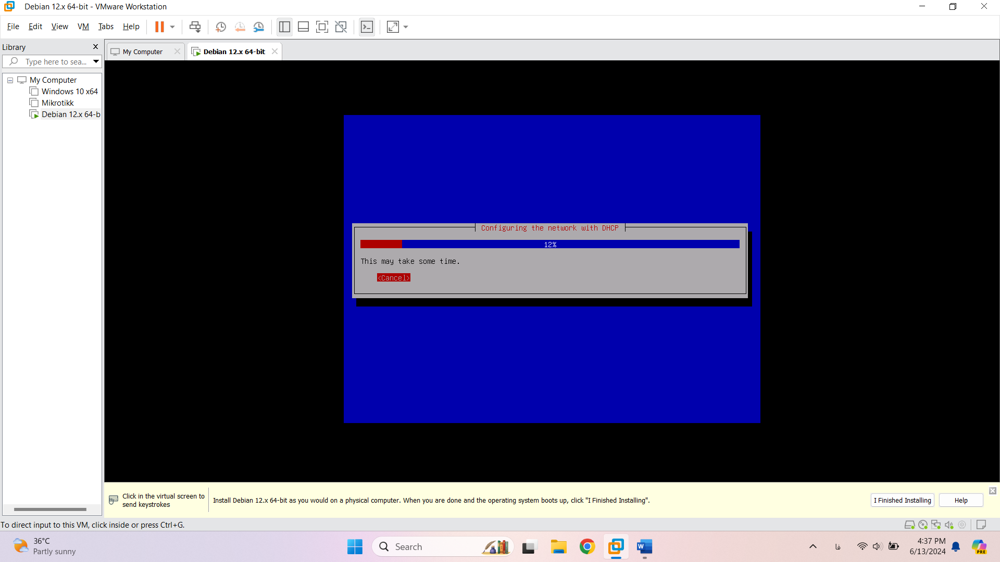 Debian 12.x 64-bit - VMware Workstation
File Edit View VM Tabs Help
Library
My Computer
Debian 12.x 64-bit
Type here to sea...
My Computer
Windows 10 x64
Mikrotikk
Debian 12.x 64-b
Configuring the network with DHCP
12%
This may take some time.
<Cancel>
Click in the virtual screen to
send keystrokes
Install Debian 12.x 64-bit as you would on a physical computer. When you are done and the operating system boots up, click "I Finished Installing".
I Finished Installing
Help
To direct input to this VM, click inside or press Ctrl+G.
36°C
Partly sunny
Search
W
فا
4:37 PM
6/13/2024
PRE